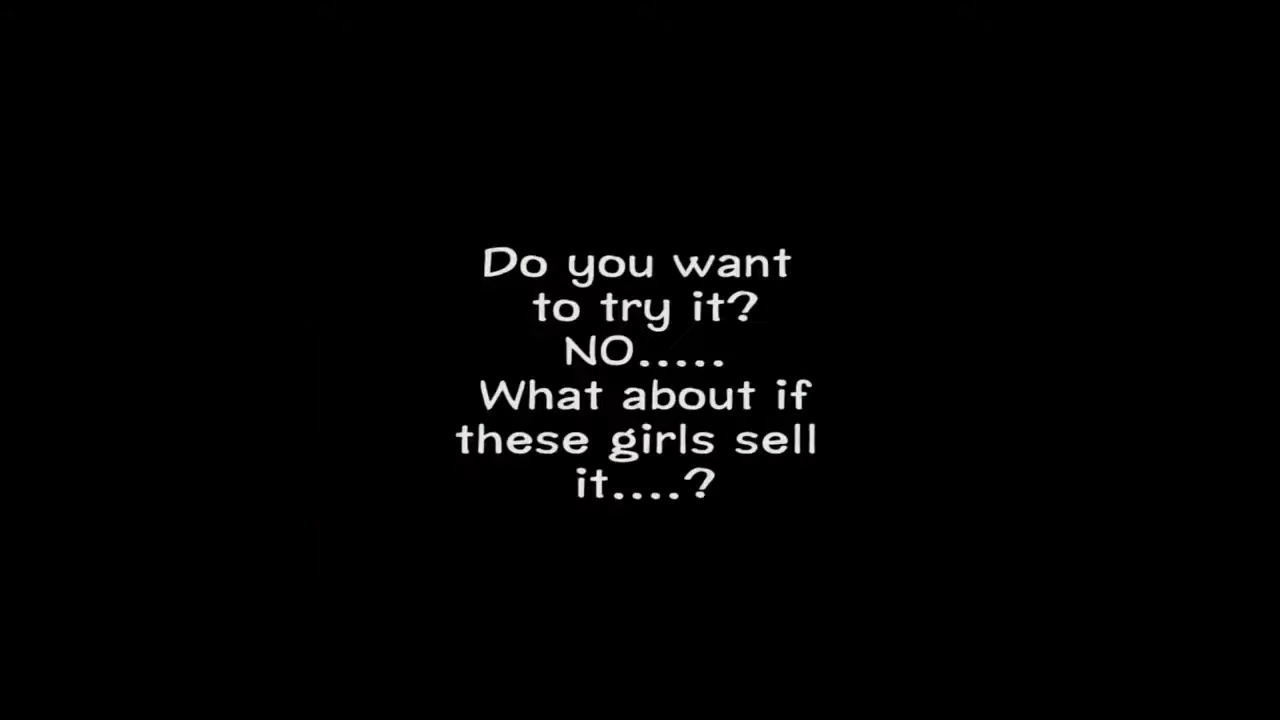 Do you want
to try it?
NO.....
What about if
these girls sell
it....?